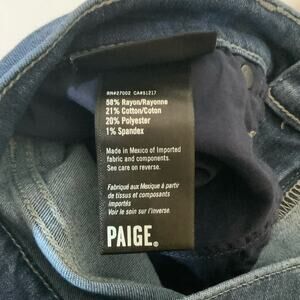 RN#27002 CA#51217
58% Rayon/Rayonne
21% Cotton/Coton
20% Polyester
1% Spandex
Made in Mexico of imported
fabric and components.
See care on reverse.
Fabriqué aux Mexique à partir
de tissus et composants
importés
Voir le soin sur l'inverse.
PAIGE®